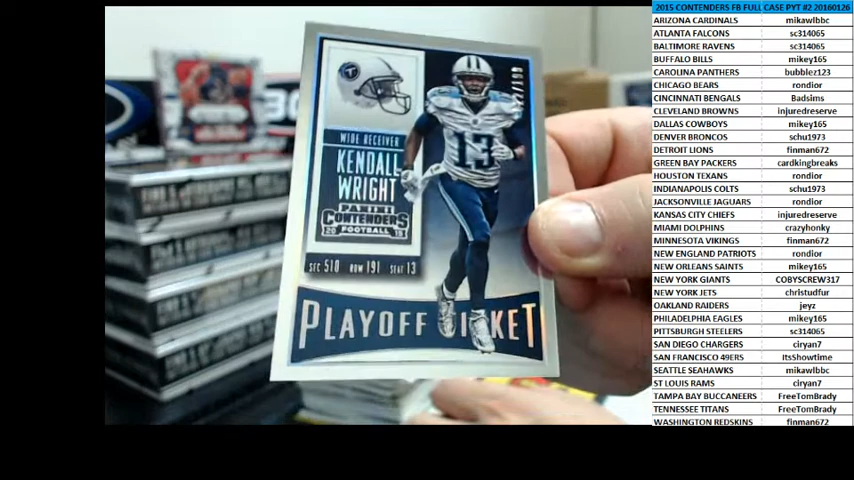 2015 CONTENDERS FB FULL CASE PYT #2 20160126
ARIZONA CARDINALS mikawlbbc
ATLANTA FALCONS sc314065
BALTIMORE RAVENS sc314065
BUFFALO BILLS mikey165
CAROLINA PANTHERS bubblez123
CHICAGO BEARS rondior
CINCINNATI BENGALS Badsims
CLEVELAND BROWNS injuredreserve
DALLAS COWBOYS mikey165
DENVER BRONCOS schu1973
DETROIT LIONS finman672
GREEN BAY PACKERS cardkingbreaks
HOUSTON TEXANS rondior
INDIANAPOLIS COLTS schu1973
JACKSONVILLE JAGUARS rondior
KANSAS CITY CHIEFS injuredreserve
MIAMI DOLPHINS crazyhonky
MINNESOTA VIKINGS finman672
NEW ENGLAND PATRIOTS rondior
NEW ORLEANS SAINTS mikey165
NEW YORK GIANTS COBYSCREW317
NEW YORK JETS christudfur
OAKLAND RAIDERS jeyz
PHILADELPHIA EAGLES mikey165
PITTSBURGH STEELERS sc314065
SAN DIEGO CHARGERS ciryan7
SAN FRANCISCO 49ERS ItsShowtime
SEATTLE SEAHAWKS mikawlbbc
ST LOUIS RAMS ciryan7
TAMPA BAY BUCCANEERS FreeTomBrady
TENNESSEE TITANS FreeTomBrady
WASHINGTON REDSKINS finman672
WIDE RECEIVER
KENDALL
WRIGHT
PANINI
CONTENDERS
2015 FOOTBALL
SEC 510 ROW 191 SEAT 13
13
PLAYOFF